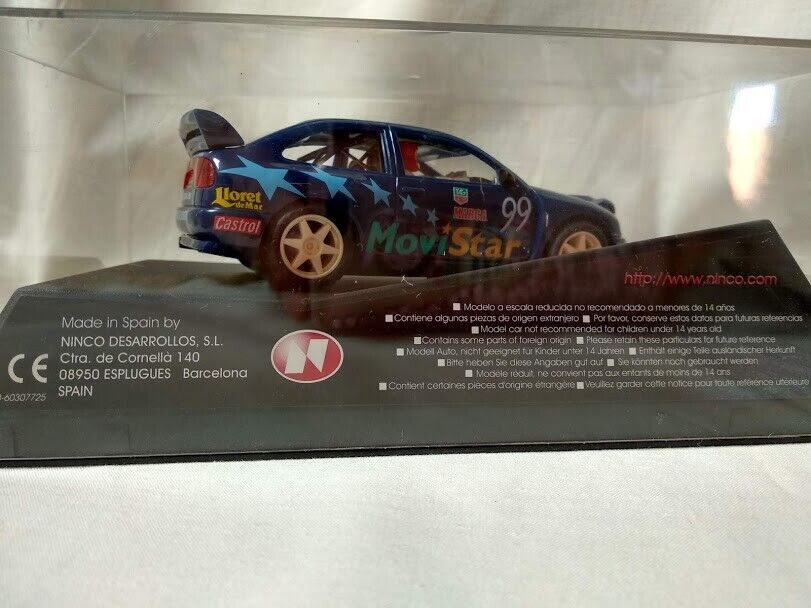 Lloret
de Mar
Castrol
TAG
MARCA
99
MoviStar
http://www.ninco.com
Made in Spain by
NINCO DESARROLLOS, S.L.
Ctra. de Cornellà 140
08950 ESPLUGUES Barcelona
SPAIN
CE
-60307725
N
■ Modelo a escala reducida no recomendado a menores de 14 años
■ Contiene algunas piezas de origen extranjero ■ Por favor, conserve estos datos para futuras referencias
■ Model car not recommended for children under 14 years old
■ Contains some parts of foreign origin ■ Please retain these particulars for future reference
■ Modell Auto, nicht geeignet für Kinder unter 14 Jahren ■ Enthält einige Teile ausländischer Herkunft
■ Bitte heben Sie diese Angaben gut auf ■ Sie könnten noch gebraucht werden
■ Modèle réduit, ne convient pas aux enfants de moins de 14 ans
■ Contient certaines pièces d'origine étrangère ■ Veuillez garder cette notice pour toute reférence ultérieure